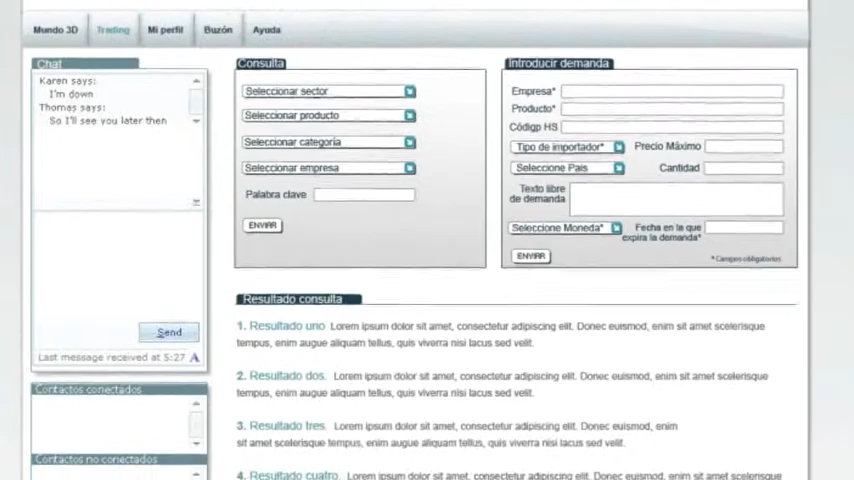 Mundo 3D Trading Mi perfil Buzón Ayuda
Chat
Karen says:
I'm down
Thomas says:
So I'll see you later then
Send
Last message received at 5:27 A
Contactos conectados
Contactos no conectados
Consulta
Seleccionar sector
Seleccionar producto
Seleccionar categoría
Seleccionar empresa
Palabra clave
ENVIAR
Introducir demanda
Empresa*
Producto*
Códigp HS
Tipo de importador* Precio Máximo
Seleccione Pais Cantidad
Texto libre
de demanda
Seleccione Moneda* Fecha en la que
expira la demanda*
ENVIAR
*Campos obligatorios
Resultado consulta
1. Resultado uno Lorem ipsum dolor sit amet, consectetur adipiscing elit. Donec euismod, enim sit amet scelerisque
tempus, enim augue aliquam tellus, quis viverra nisi lacus sed velit.
2. Resultado dos. Lorem ipsum dolor sit amet, consectetur adipiscing elit. Donec euismod, enim sit amet scelerisque
tempus, enim augue aliquam tellus, quis viverra nisi lacus sed velit.
3. Resultado tres. Lorem ipsum dolor sit amet, consectetur adipiscing elit. Donec euismod, enim
sit amet scelerisque tempus, enim augue aliquam tellus, quis viverra nisi lacus sed velit.
4. Resultado cuatro. Lorem ipsum dolor sit amet, consectetur adipiscing elit. Donec euismod, enim sit amet scelerisque